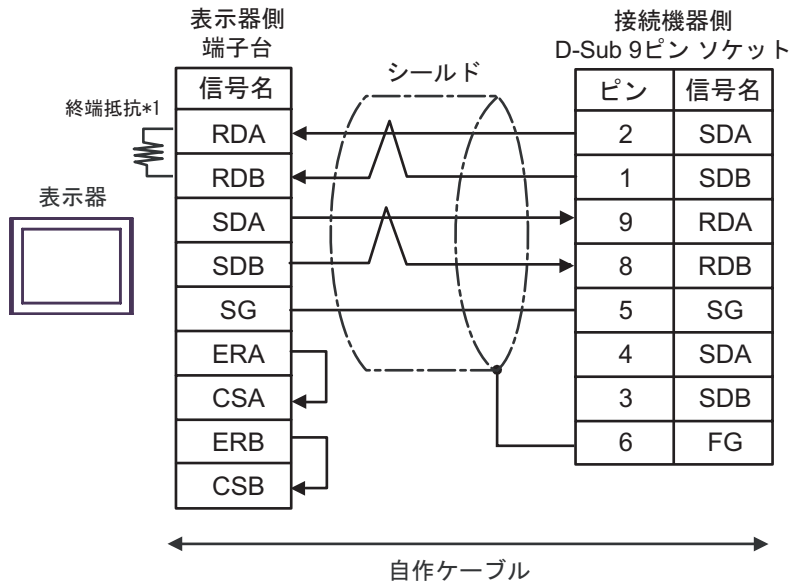 表示器側
端子台
接続機器側
D-Sub 9ピン ソケット
シールド
終端抵抗*1
表示器
信号名
RDA
RDB
SDA
SDB
SG
ERA
CSA
ERB
CSB
ピン 信号名
2 SDA
1 SDB
9 RDA
8 RDB
5 SG
4 SDA
3 SDB
6 FG
自作ケーブル